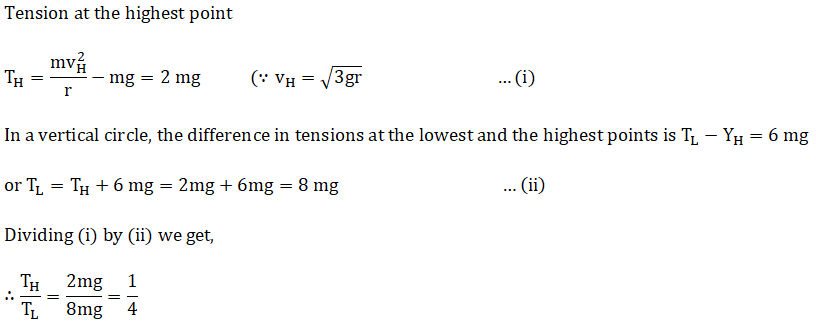 Tension at the highest point
T_H = mv_H^2/r − mg = 2 mg (∵ v_H = √3gr ... (i)
In a vertical circle, the difference in tensions at the lowest and the highest points is T_L − Y_H = 6 mg
or T_L = T_H + 6 mg = 2mg + 6mg = 8 mg ... (ii)
Dividing (i) by (ii) we get,
∴ T_H/T_L = 2mg/8mg = 1/4